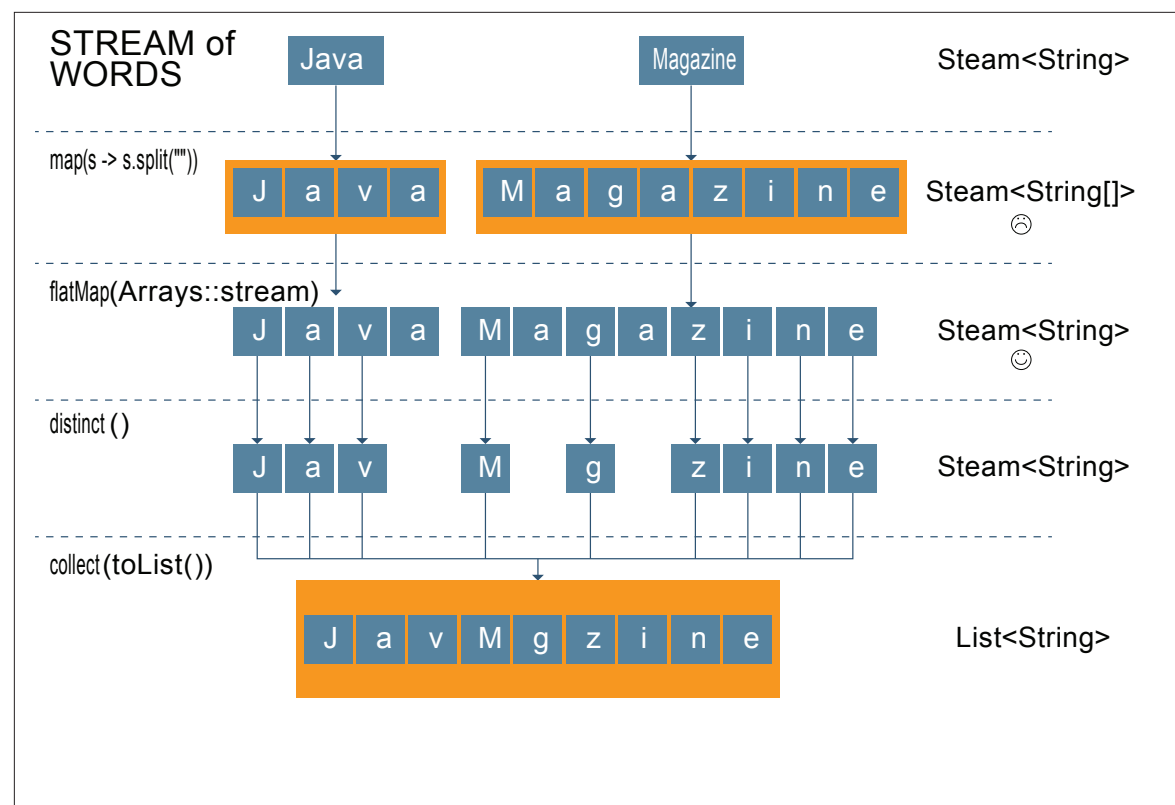 STREAM of
WORDS
Java
Magazine
Steam<String>
map(s -> s.split(""))
J a v a
M a g a z i n e
Steam<String[]>
flatMap(Arrays::stream)
J a v a
M a g a z i n e
Steam<String>
distinct ()
J a v
M
g
z i n e
Steam<String>
collect(toList())
J a v M g z i n e
List<String>